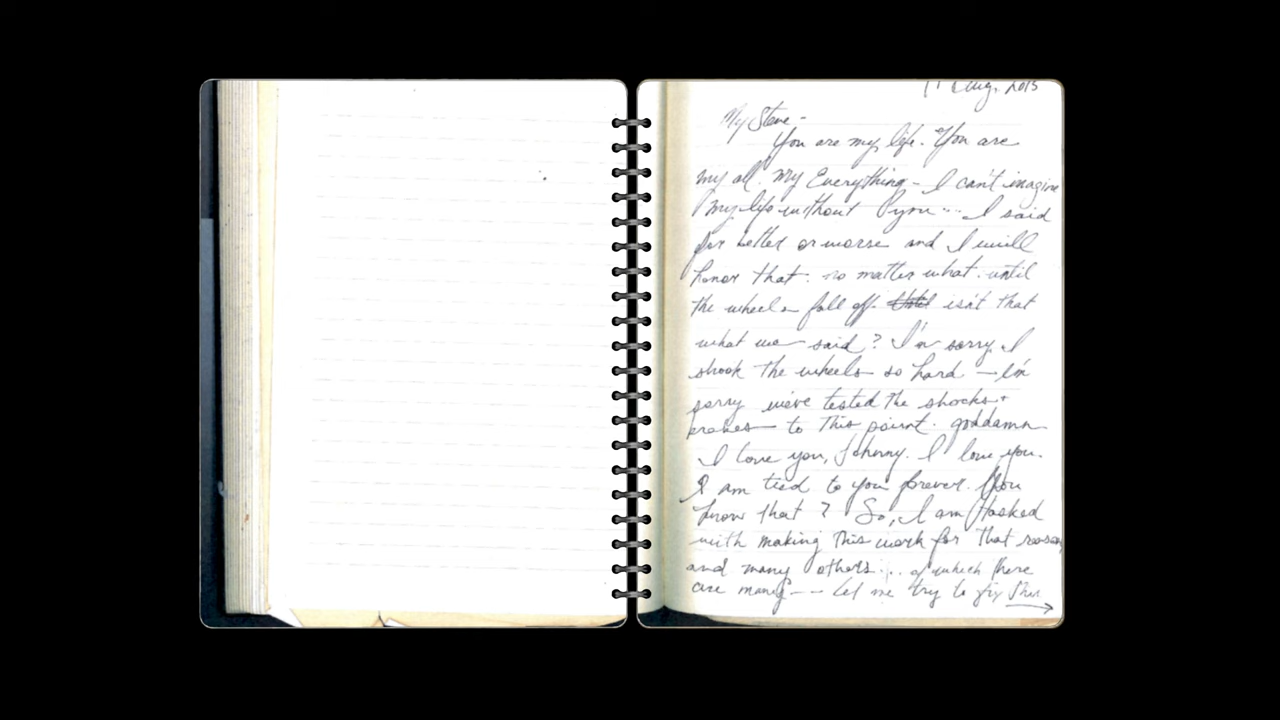 Aug. 2015
My Steve -
You are my life. You are
my all. My Everything - I can't imagine
my life without you... I said
for better or worse and I will
honor that. no matter what. until
the wheels fall off. isn't that
what we said? I'm sorry I
shook the wheels so hard — I'm
sorry we've tested the shocks +
brakes to this point. goddamn
I love you, Johnny. I love you.
I am tied to you forever. You
know that? So, I am tasked
with making this work for that reason
and many others... of which there
are many -- Let me try to fix this.